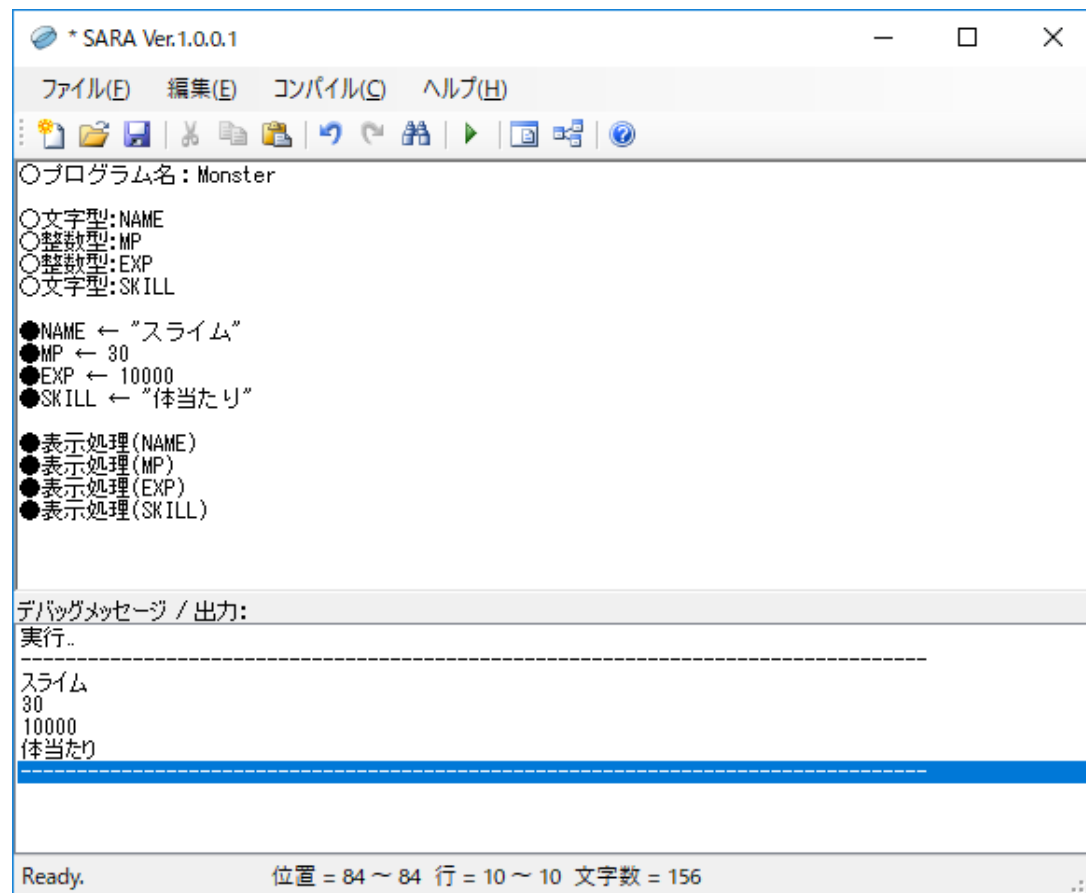 * SARA Ver.1.0.0.1
ファイル(F) 編集(E) コンパイル(C) ヘルプ(H)
○プログラム名：Monster
○文字型:NAME
○整数型:MP
○整数型:EXP
○文字型:SKILL
●NAME ← "スライム"
●MP ← 30
●EXP ← 10000
●SKILL ← "体当たり"
●表示処理(NAME)
●表示処理(MP)
●表示処理(EXP)
●表示処理(SKILL)
デバッグメッセージ / 出力:
実行..
--------------------------------------------------------------------------------
スライム
30
10000
体当たり
--------------------------------------------------------------------------------
Ready. 位置 = 84 ～ 84 行 = 10 ～ 10 文字数 = 156